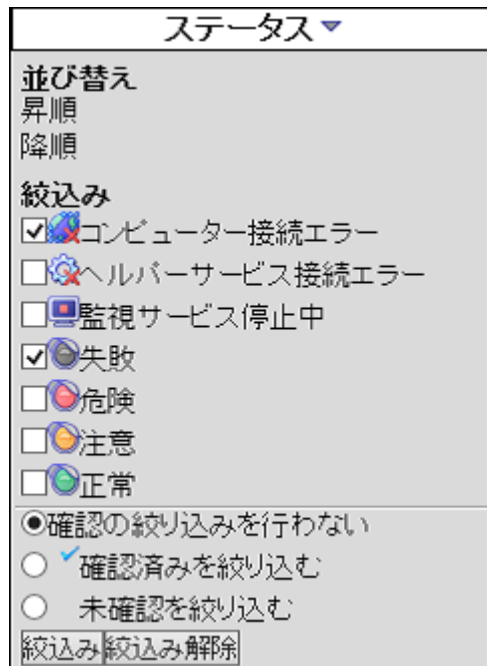 ステータス
並び替え
昇順
降順
絞込み
コンピューター接続エラー
ヘルパーサービス接続エラー
監視サービス停止中
失敗
危険
注意
正常
確認の絞り込みを行わない
確認済みを絞り込む
未確認を絞り込む
絞込み 絞込み解除